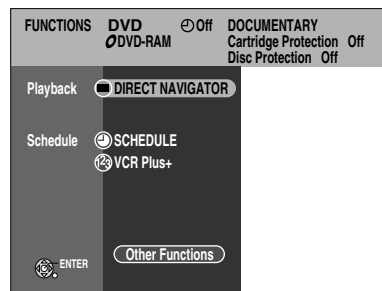 FUNCTIONS DVD Off DOCUMENTARY
DVD-RAM Cartridge Protection Off
Disc Protection Off
Playback DIRECT NAVIGATOR
Schedule SCHEDULE
123 VCR Plus+
ENTER Other Functions